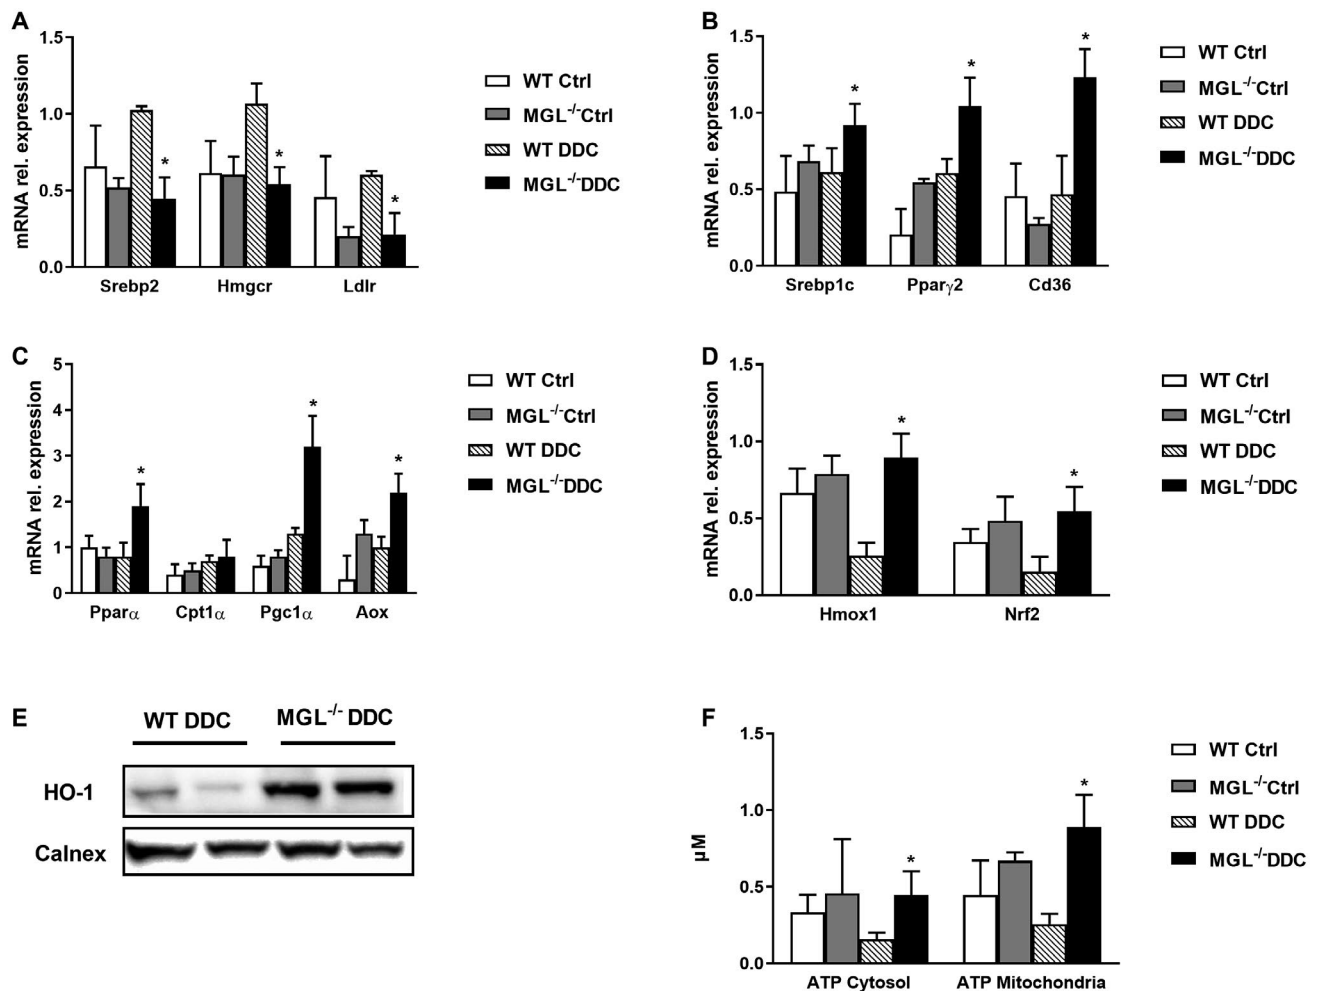 A
mRNA rel. expression
1.5
1.0
0.5
0.0
*
*
*
Srebp2 Hmgcr Ldlr
WT Ctrl
MGL-/-Ctrl
WT DDC
MGL-/-DDC
B
mRNA rel. expression
1.5
1.0
0.5
0.0
*
*
*
Srebp1c Pparγ2 Cd36
WT Ctrl
MGL-/-Ctrl
WT DDC
MGL-/-DDC
C
mRNA rel. expression
5
4
3
2
1
0
*
*
*
Pparα Cpt1α Pgc1α Aox
WT Ctrl
MGL-/-Ctrl
WT DDC
MGL-/-DDC
D
mRNA rel. expression
1.5
1.0
0.5
0.0
*
*
Hmox1 Nrf2
WT Ctrl
MGL-/-Ctrl
WT DDC
MGL-/-DDC
E
WT DDC MGL-/- DDC
HO-1
Calnex
F
µM
1.5
1.0
0.5
0.0
*
*
ATP Cytosol ATP Mitochondria
WT Ctrl
MGL-/-Ctrl
WT DDC
MGL-/-DDC